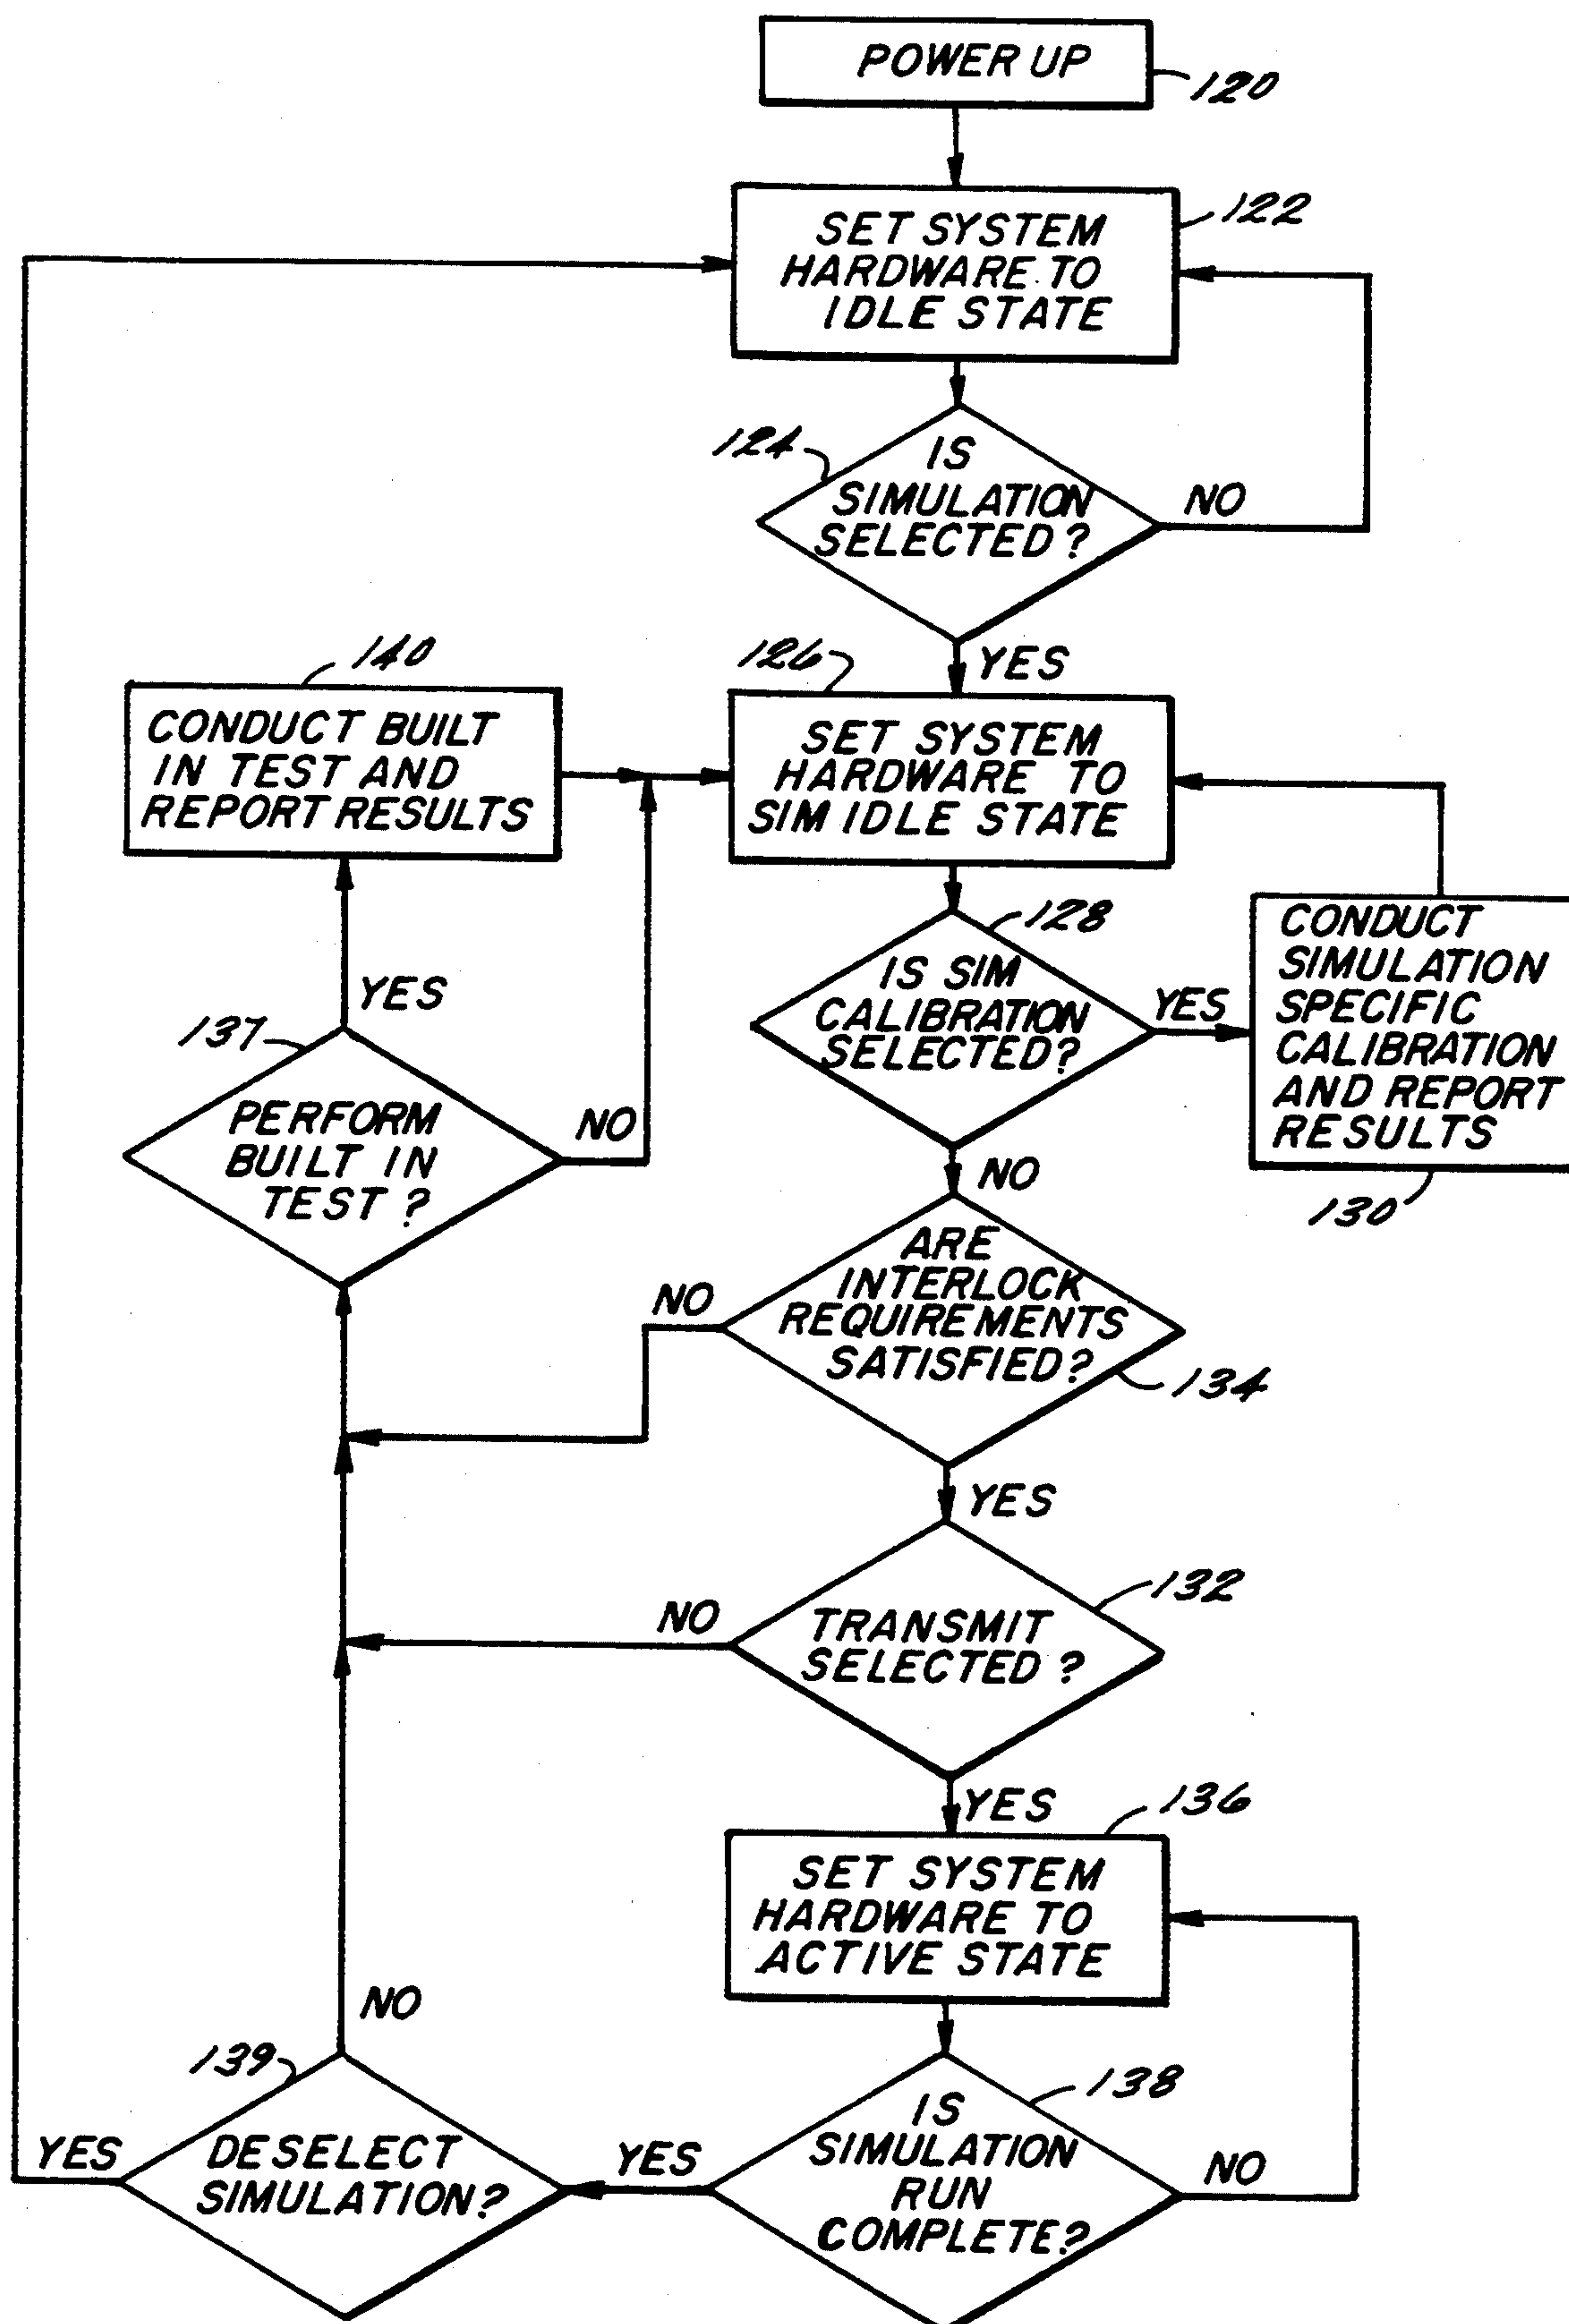 POWER UP
120
SET SYSTEM
HARDWARE TO
IDLE STATE
122
124
IS
SIMULATION
SELECTED?
NO
YES
140
CONDUCT BUILT
IN TEST AND
REPORT RESULTS
126
SET SYSTEM
HARDWARE TO
SIM IDLE STATE
128
IS SIM
CALIBRATION
SELECTED?
YES
CONDUCT
SIMULATION
SPECIFIC
CALIBRATION
AND REPORT
RESULTS
130
YES
137
PERFORM
BUILT IN
TEST?
NO
NO
ARE
INTERLOCK
REQUIREMENTS
SATISFIED?
NO
134
YES
132
TRANSMIT
SELECTED?
NO
YES
136
SET SYSTEM
HARDWARE TO
ACTIVE STATE
NO
139
DESELECT
SIMULATION?
YES
YES
138
IS
SIMULATION
RUN
COMPLETE?
NO